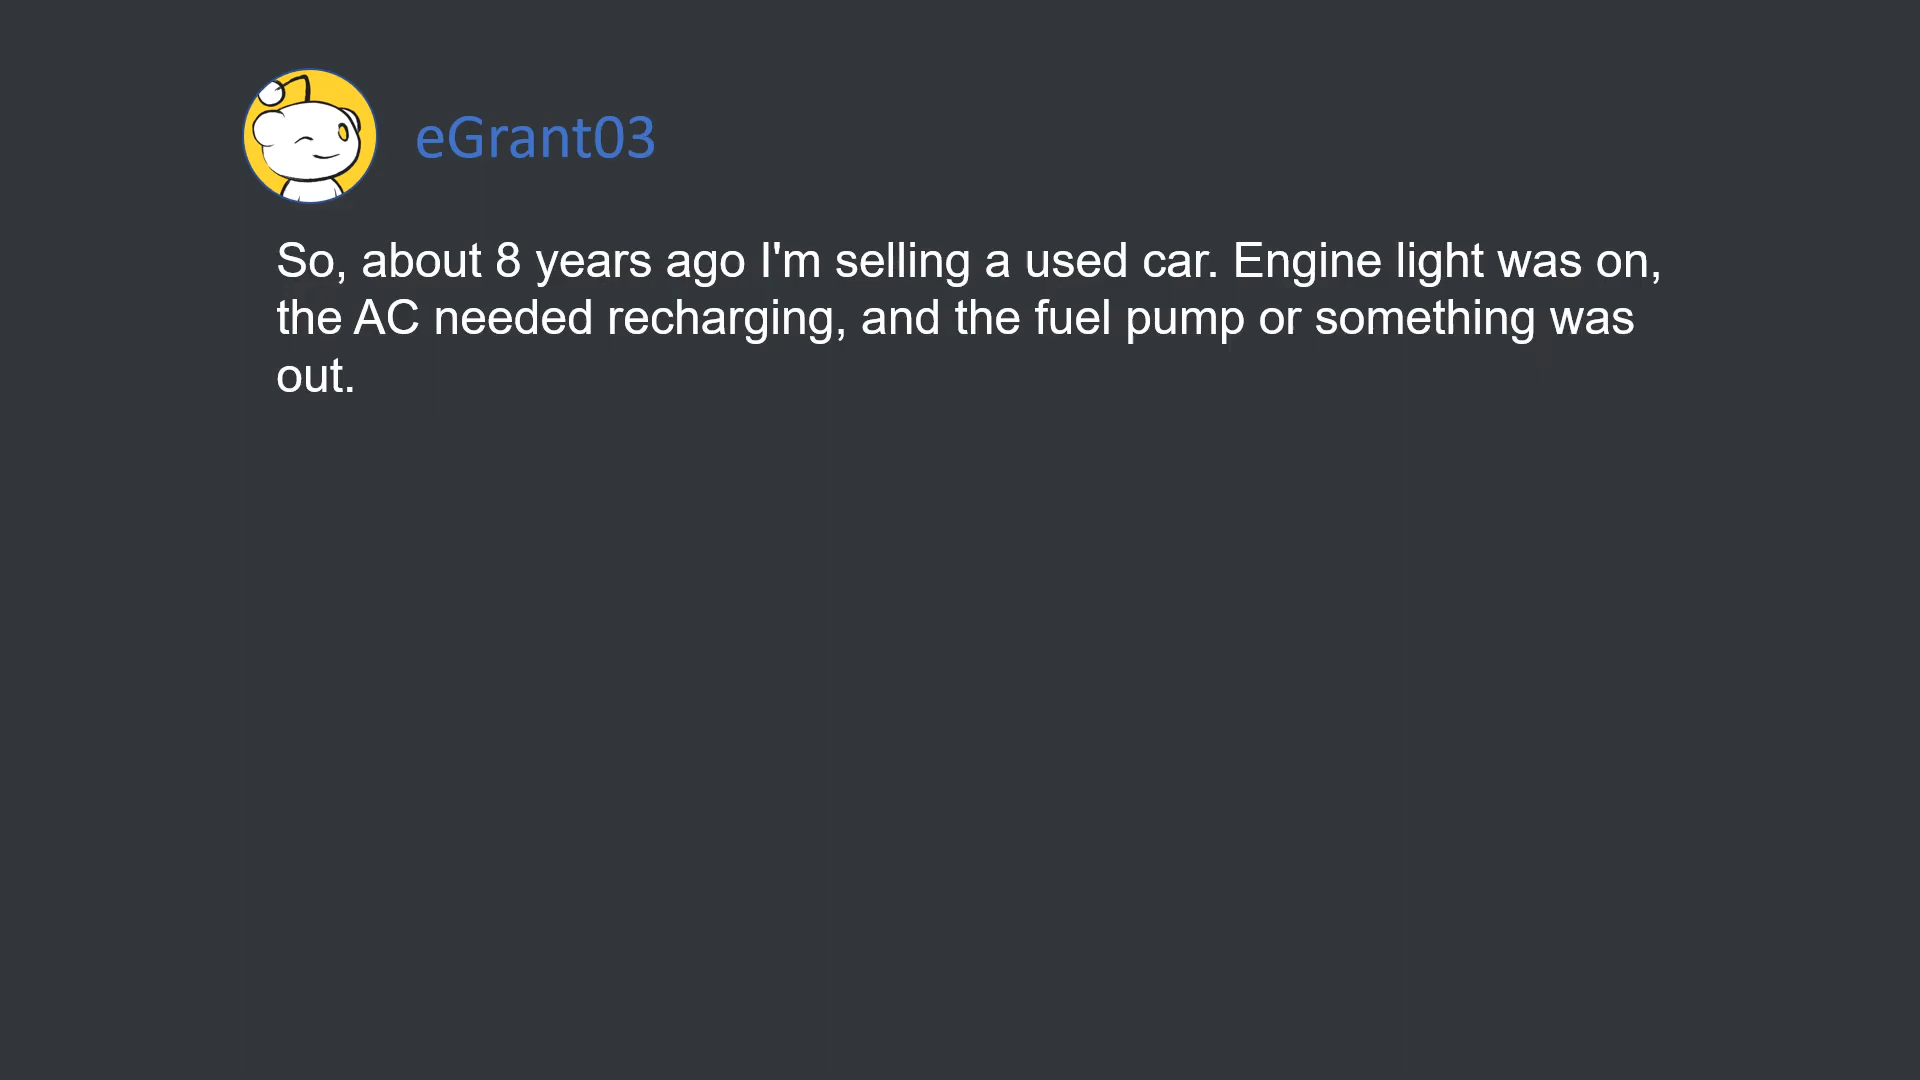 eGrant03
So, about 8 years ago I'm selling a used car. Engine light was on,
the AC needed recharging, and the fuel pump or something was
out.